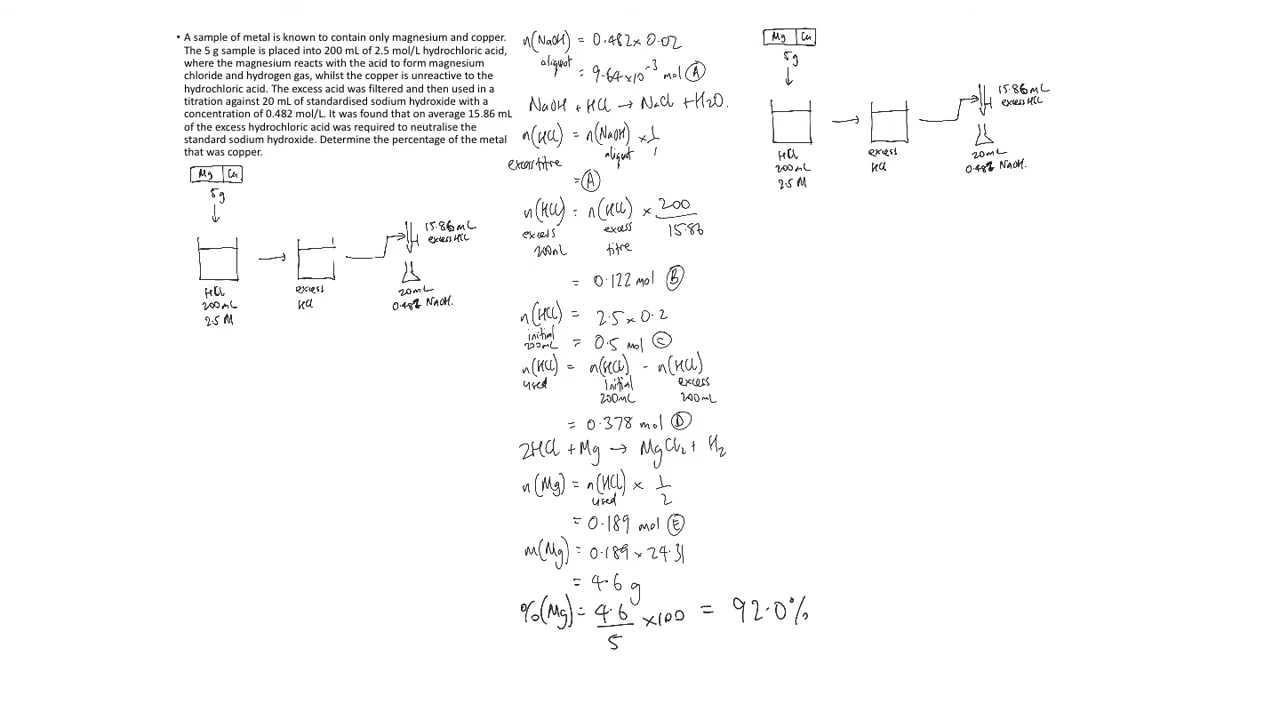 • A sample of metal is known to contain only magnesium and copper.
The 5 g sample is placed into 200 mL of 2.5 mol/L hydrochloric acid,
where the magnesium reacts with the acid to form magnesium
chloride and hydrogen gas, whilst the copper is unreactive to the
hydrochloric acid. The excess acid was filtered and then used in a
titration against 20 mL of standardised sodium hydroxide with a
concentration of 0.482 mol/L. It was found that on average 15.86 mL
of the excess hydrochloric acid was required to neutralise the
standard sodium hydroxide. Determine the percentage of the metal
that was copper.
Mg Cu
5g
15.86 mL
excess HCl
HCl
200mL
2.5 M
excess
HCl
20mL
0.482 NaOH.
n(NaOH) = 0.482 × 0.02
aliquot
= 9.64 × 10⁻³ mol (A)
NaOH + HCl → NaCl + H2O.
n(HCl) = n(NaOH) × 1/1
excess titre aliquot
= (A)
n(HCl) = n(HCl) × 200/15.86
excess excess
200mL titre
= 0.122 mol (B)
n(HCl) = 2.5 × 0.2
initial
200mL = 0.5 mol (C)
n(HCl) = n(HCl) - n(HCl)
used initial excess
200mL 200mL
= 0.378 mol (D)
2HCl + Mg → MgCl2 + H2
n(Mg) = n(HCl) × 1/2
used
= 0.189 mol (E)
m(Mg) = 0.189 × 24.31
= 4.6 g
%(Mg) = 4.6/5 × 100 = 92.0%
Mg Cu
5g
15.86 mL
excess HCl
HCl
200mL
2.5 M
excess
HCl
20mL
0.482 NaOH.